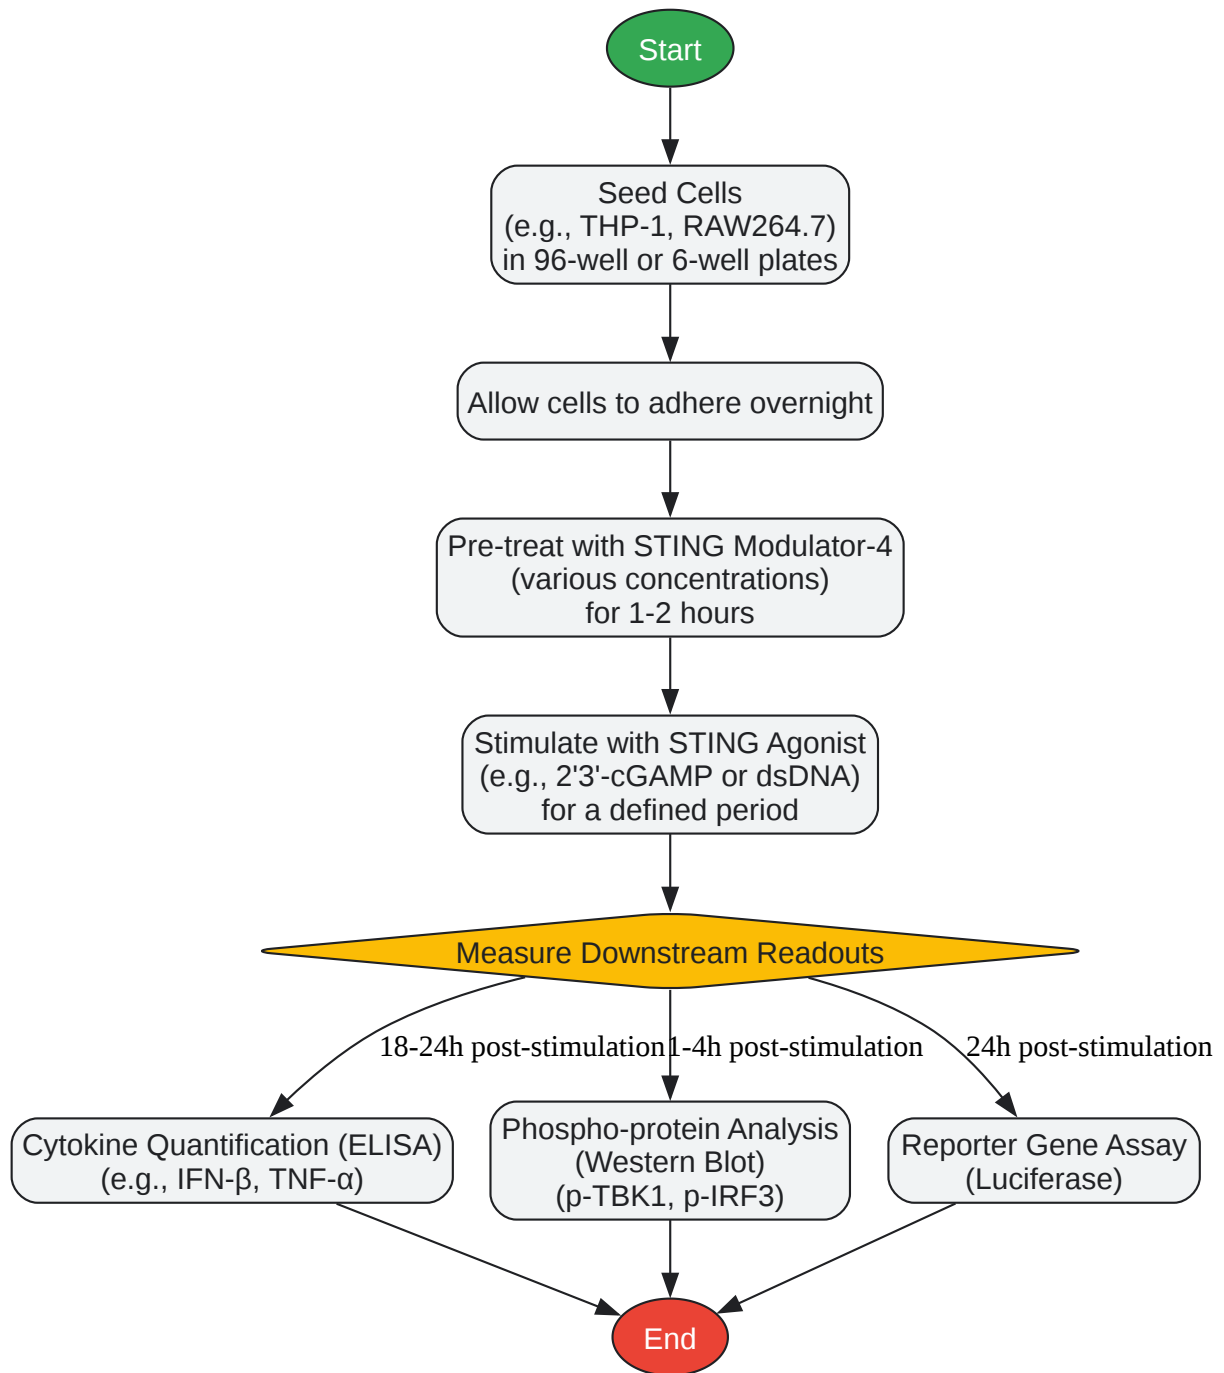 Start
Seed Cells
(e.g., THP-1, RAW264.7)
in 96-well or 6-well plates
Allow cells to adhere overnight
Pre-treat with STING Modulator-4
(various concentrations)
for 1-2 hours
Stimulate with STING Agonist
(e.g., 2'3'-cGAMP or dsDNA)
for a defined period
Measure Downstream Readouts
18-24h post-stimulation
1-4h post-stimulation
24h post-stimulation
Cytokine Quantification (ELISA)
(e.g., IFN-β, TNF-α)
Phospho-protein Analysis
(Western Blot)
(p-TBK1, p-IRF3)
Reporter Gene Assay
(Luciferase)
End